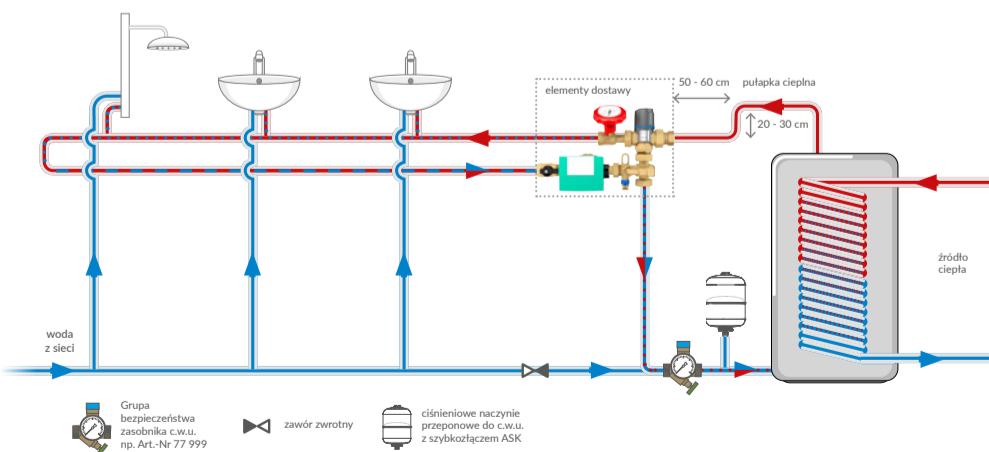 50 - 60 cm
pułapka cieplna
elementy dostawy
20 - 30 cm
źródło
ciepła
woda
z sieci
Grupa
bezpieczeństwa
zasobnika c.w.u.
np. Art.-Nr 77 999
zawór zwrotny
ciśnieniowe naczynie
przeponowe do c.w.u.
z szybkozłączem ASK